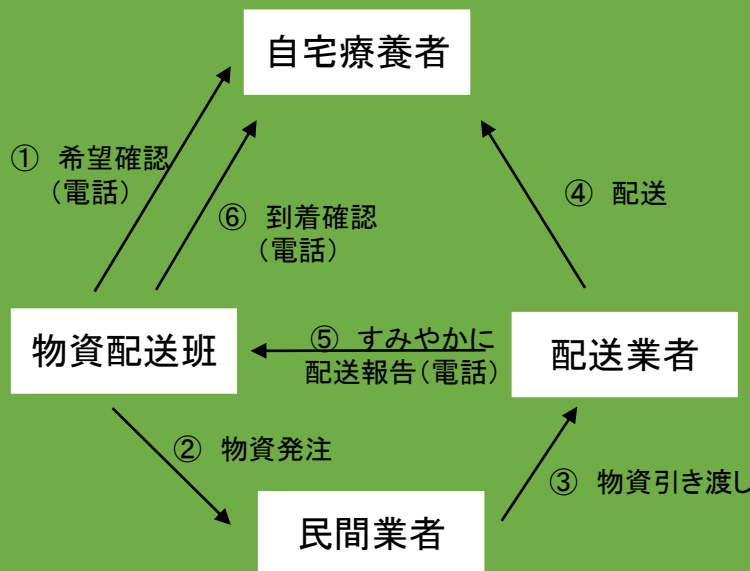 自宅療養者
① 希望確認
(電話)
⑥ 到着確認
(電話)
④ 配送
物資配送班
⑤ すみやかに
配送報告(電話)
配送業者
② 物資発注
③ 物資引き渡し
民間業者